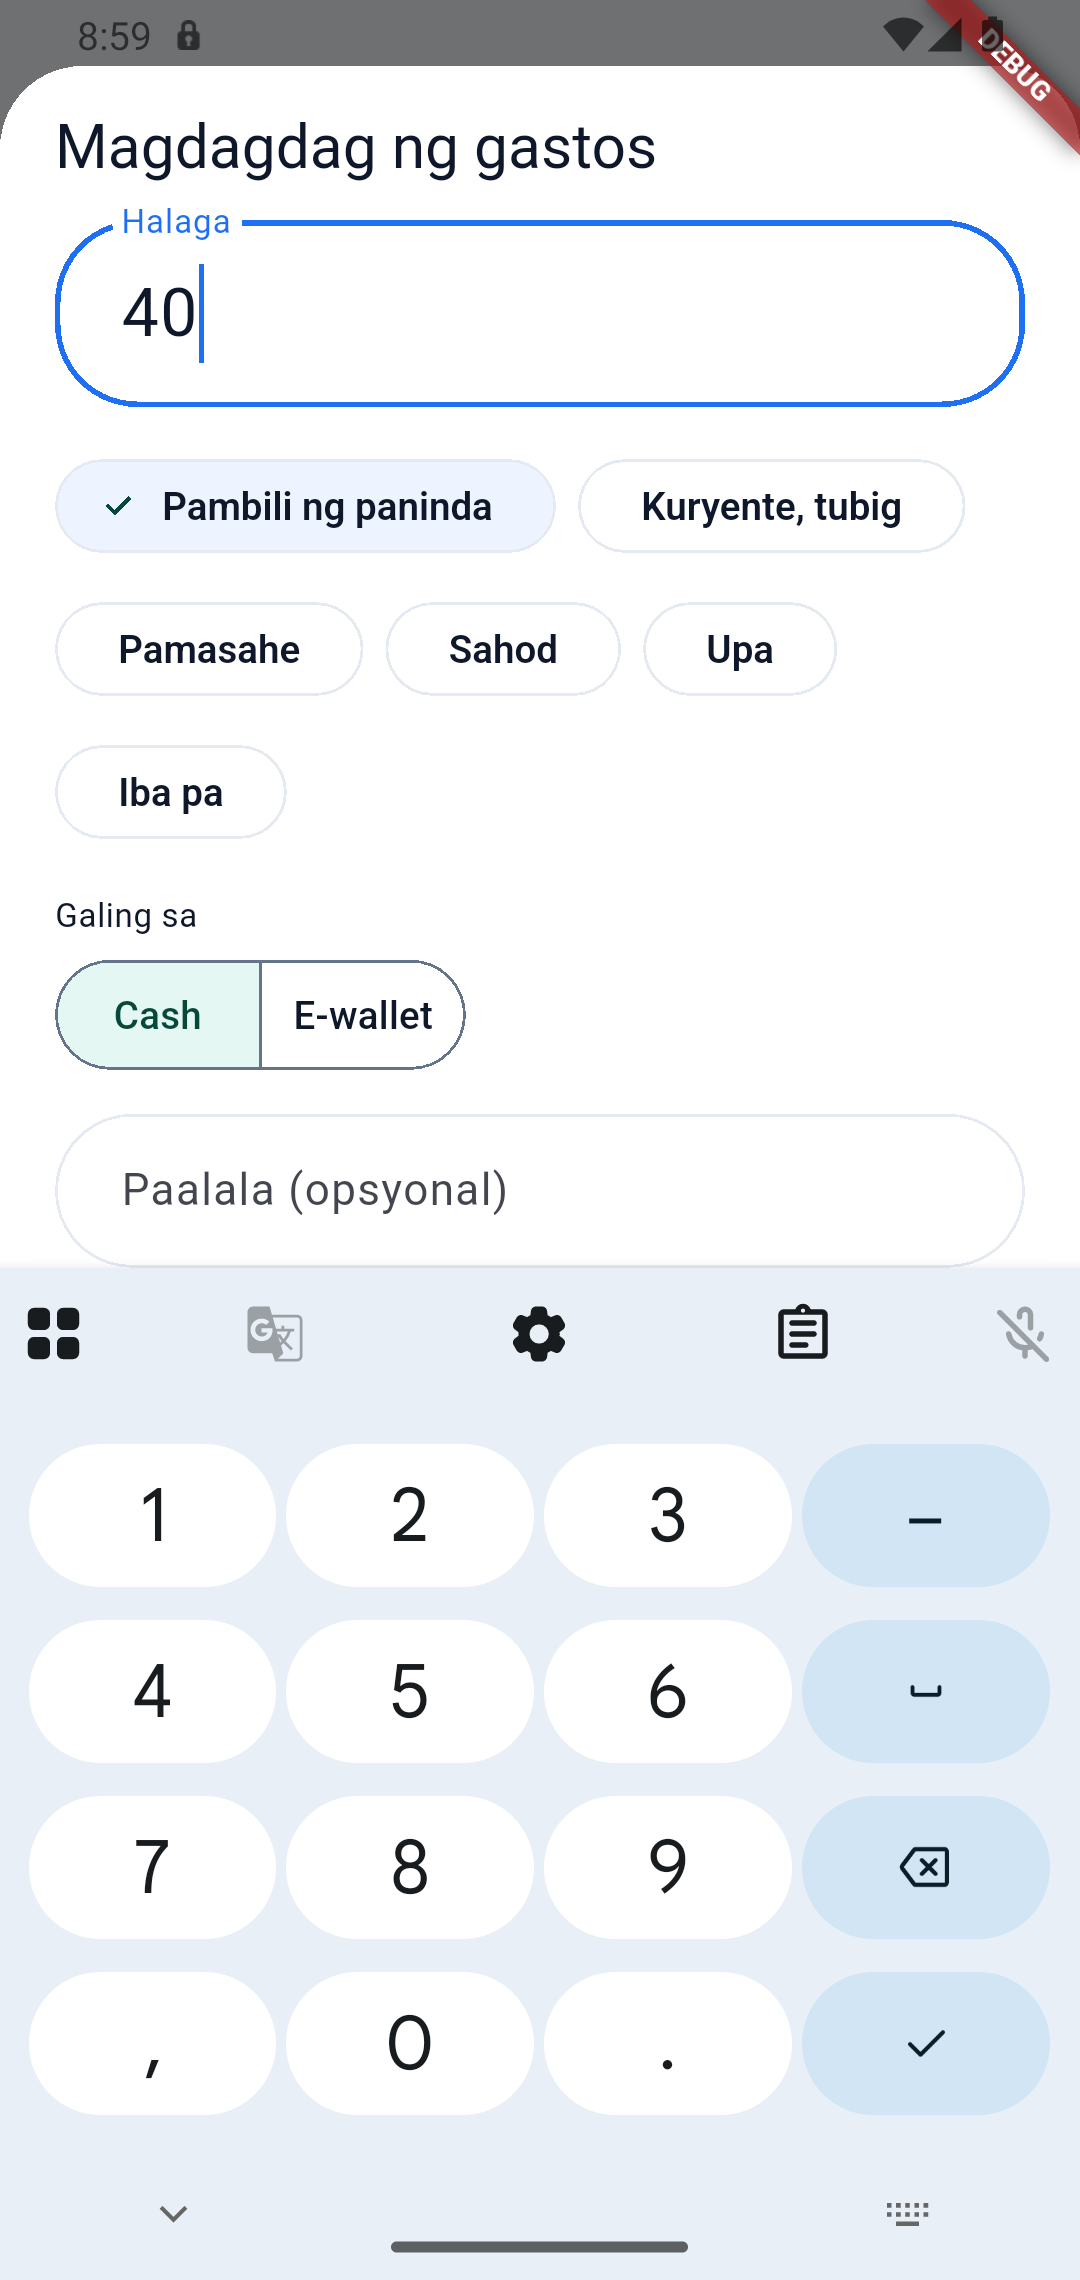 8:59
DEBUG
Magdagdag ng gastos
Halaga
40
Pambili ng paninda
Kuryente, tubig
Pamasahe
Sahod
Upa
Iba pa
Galing sa
Cash
E-wallet
Paalala (opsyonal)
1 2 3 –
4 5 6
7 8 9
, 0 .